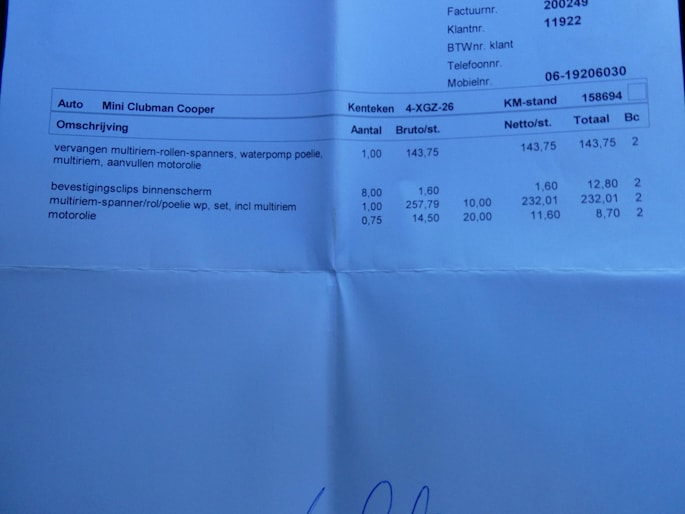 Factuurnr. 200249
Klantnr. 11922
BTWnr. klant
Telefoonnr.
Mobielnr. 06-19206030
Auto Mini Clubman Cooper Kenteken 4-XGZ-26 KM-stand 158694
Omschrijving Aantal Bruto/st. Netto/st. Totaal Bc
vervangen multiriem-rollen-spanners, waterpomp poelie, 1,00 143,75 143,75 143,75 2
multiriem, aanvullen motorolie
bevestigingsclips binnenscherm 8,00 1,60 1,60 12,80 2
multiriem-spanner/rol/poelie wp, set, incl multiriem 1,00 257,79 10,00 232,01 232,01 2
motorolie 0,75 14,50 20,00 11,60 8,70 2